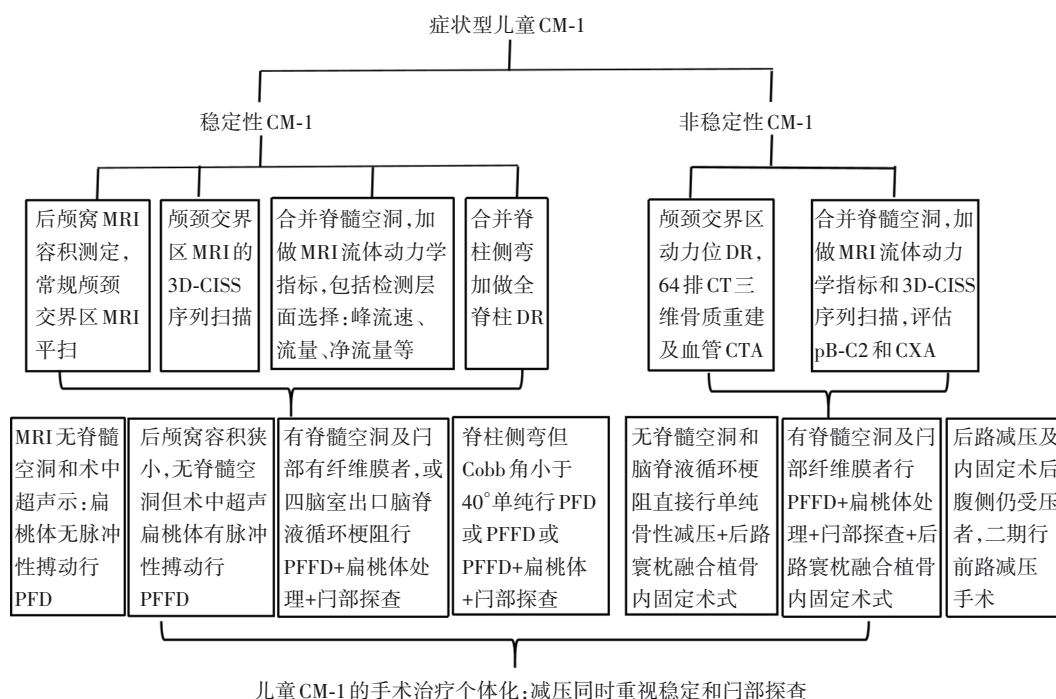 症状型儿童CM-1
稳定性CM-1
非稳定性CM-1
后颅窝MRI
容积测定，
常规颅颈
交界区MRI
平扫
颅颈交界
区MRI的
3D-CISS
序列扫描
合并脊髓空洞，加
做MRI流体动力学
指标，包括检测层
面选择：峰流速、
流量、净流量等
合并脊
柱侧弯
加做全
脊柱DR
颅颈交界区
动力位DR，
64排CT三
维骨质重建
及血管CTA
合并脊髓空洞，加
做MRI流体动力
学指标和3D-CISS
序列扫描，评估
pB-C2和CXA
MRI无脊髓
空洞和术中
超声示：扁
桃体无脉冲
性搏动行
PFD
后颅窝容积狭
小，无脊髓空
洞但术中超声
扁桃体有脉冲
性搏动行
PFFD
有脊髓空洞及闩
部有纤维膜者，或
四脑室出口脑脊
液循环梗阻行
PFFD+扁桃体处
理+闩部探查
脊柱侧弯但
Cobb角小于
40°单纯行PFD
或PFFD或
PFFD+扁桃体
+闩部探查
无脊髓空洞和
脑脊液循环梗
阻直接行单纯
骨性减压+后路
寰枕融合植骨
内固定术式
有脊髓空洞及闩
部纤维膜者行
PFFD+扁桃体处
理+闩部探查+后
路寰枕融合植骨
内固定术式
后路减压及
内固定术后
腹侧仍受压
者，二期行
前路减压
手术
儿童CM-1的手术治疗个体化：减压同时重视稳定和闩部探查